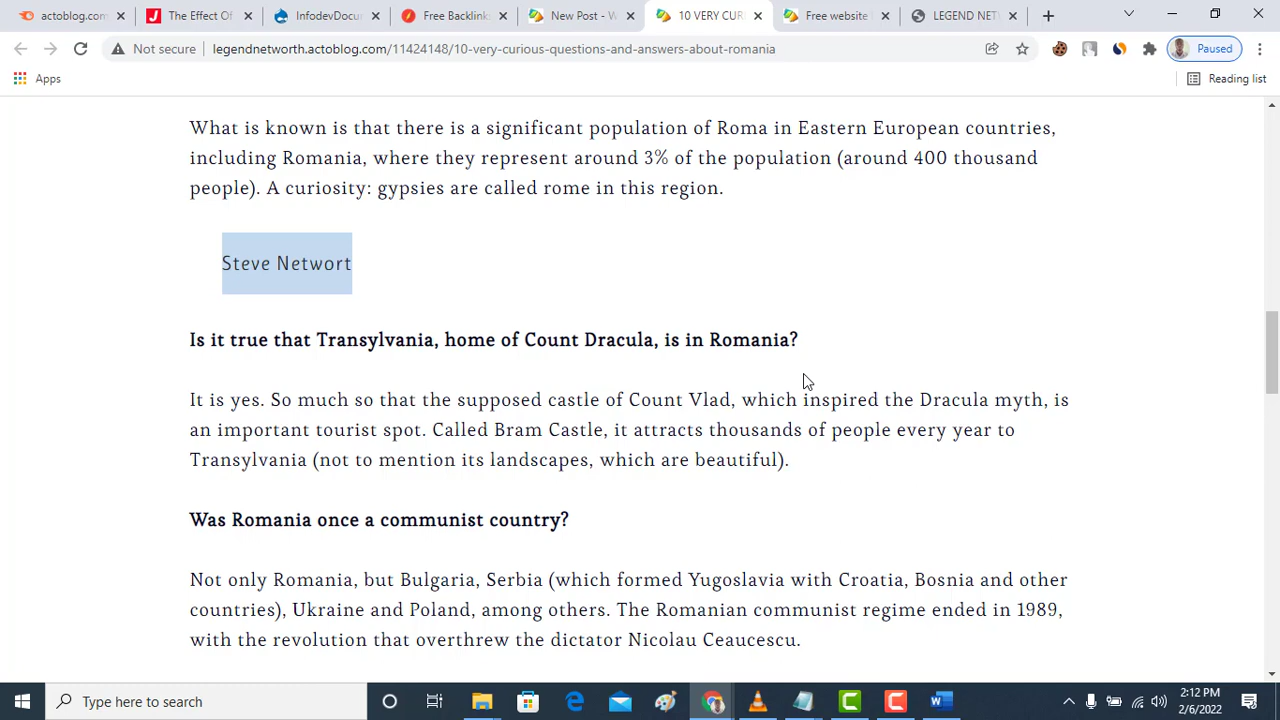 actoblog.com
The Effect Of
InfodevDocu
Free Backlinks
New Post - W
10 VERY CUR
Free website
LEGEND NET
Not secure
legendnetworth.actoblog.com/11424148/10-very-curious-questions-and-answers-about-romania
Paused
Apps
Reading list
What is known is that there is a significant population of Roma in Eastern European countries,
including Romania, where they represent around 3% of the population (around 400 thousand
people). A curiosity: gypsies are called rome in this region.
Steve Networt
Is it true that Transylvania, home of Count Dracula, is in Romania?
It is yes. So much so that the supposed castle of Count Vlad, which inspired the Dracula myth, is
an important tourist spot. Called Bram Castle, it attracts thousands of people every year to
Transylvania (not to mention its landscapes, which are beautiful).
Was Romania once a communist country?
Not only Romania, but Bulgaria, Serbia (which formed Yugoslavia with Croatia, Bosnia and other
countries), Ukraine and Poland, among others. The Romanian communist regime ended in 1989,
with the revolution that overthrew the dictator Nicolau Ceaucescu.
Type here to search
2:12 PM
2/6/2022